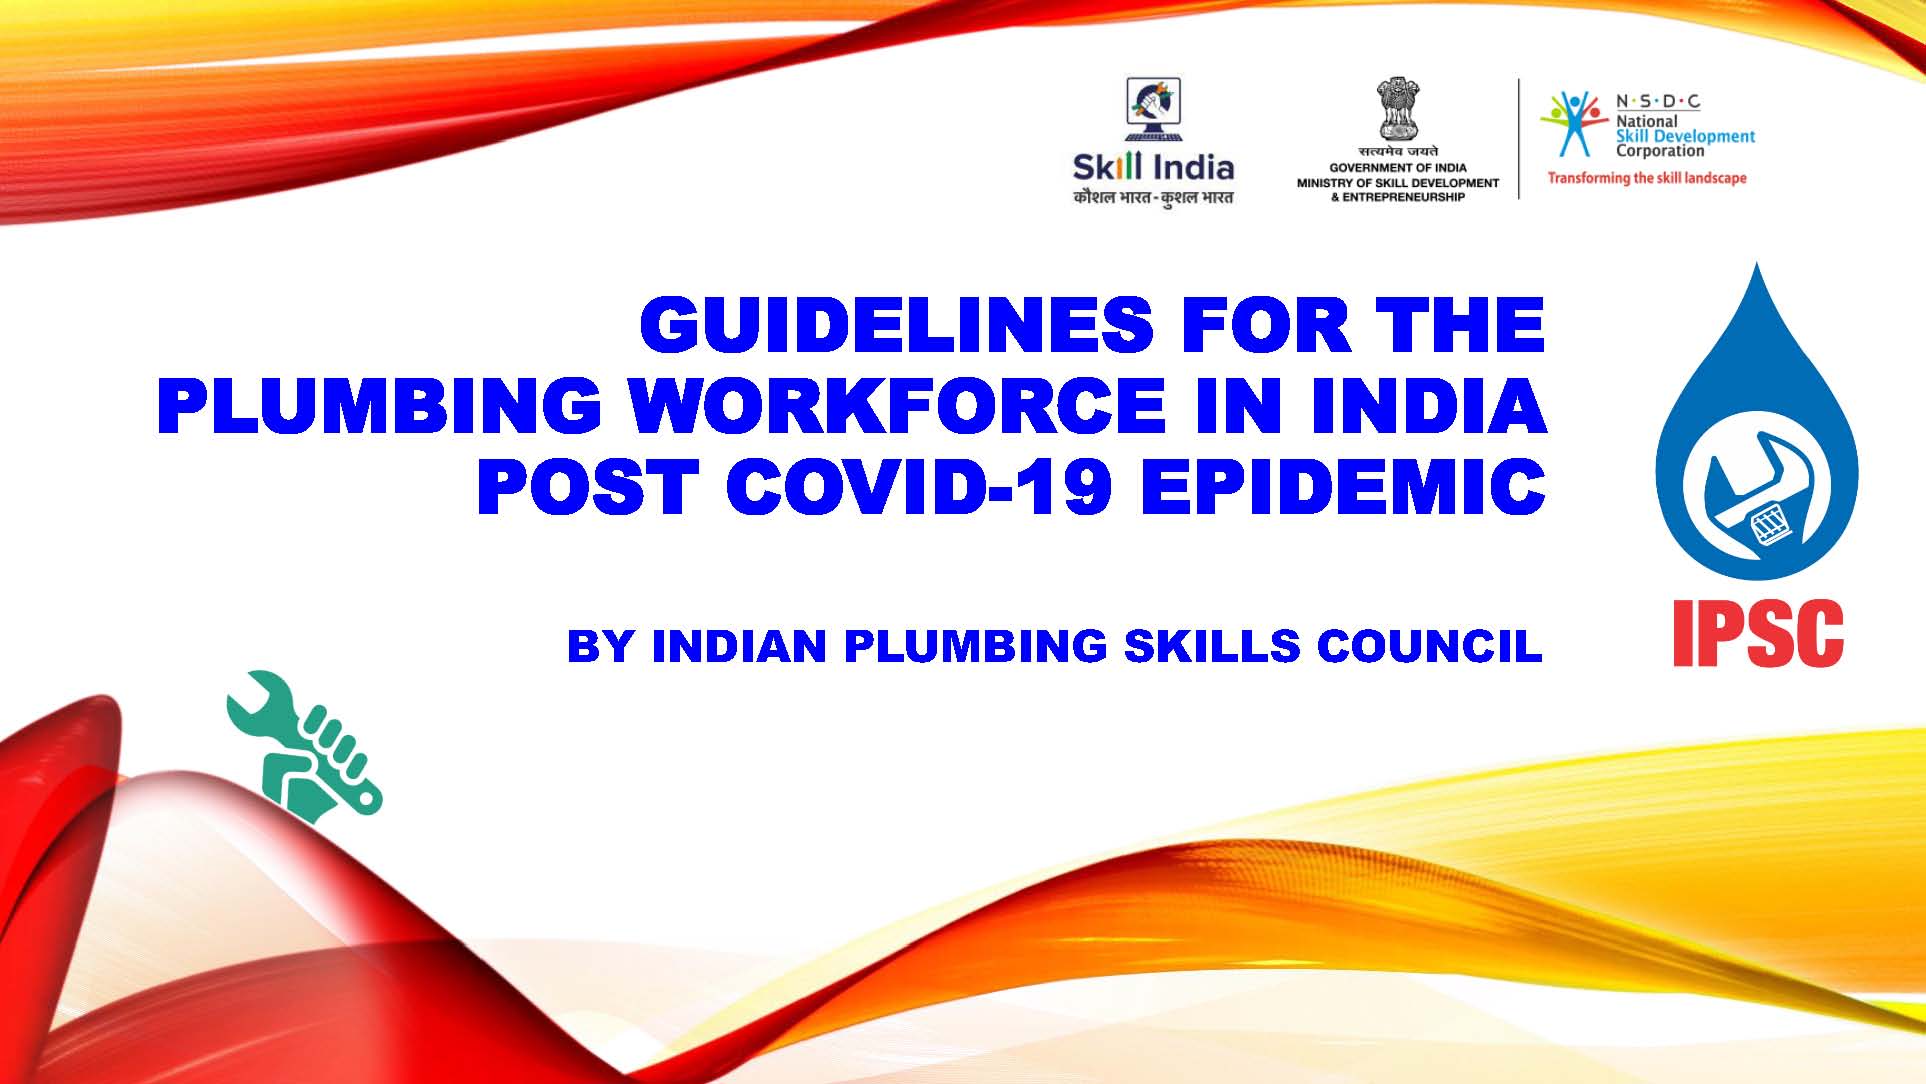 Skill India
कौशल भारत - कुशल भारत
सत्यमेव जयते
GOVERNMENT OF INDIA
MINISTRY OF SKILL DEVELOPMENT
& ENTREPRENEURSHIP
N·S·D·C
National
Skill Development
Corporation
Transforming the skill landscape
GUIDELINES FOR THE
PLUMBING WORKFORCE IN INDIA
POST COVID-19 EPIDEMIC
BY INDIAN PLUMBING SKILLS COUNCIL
IPSC